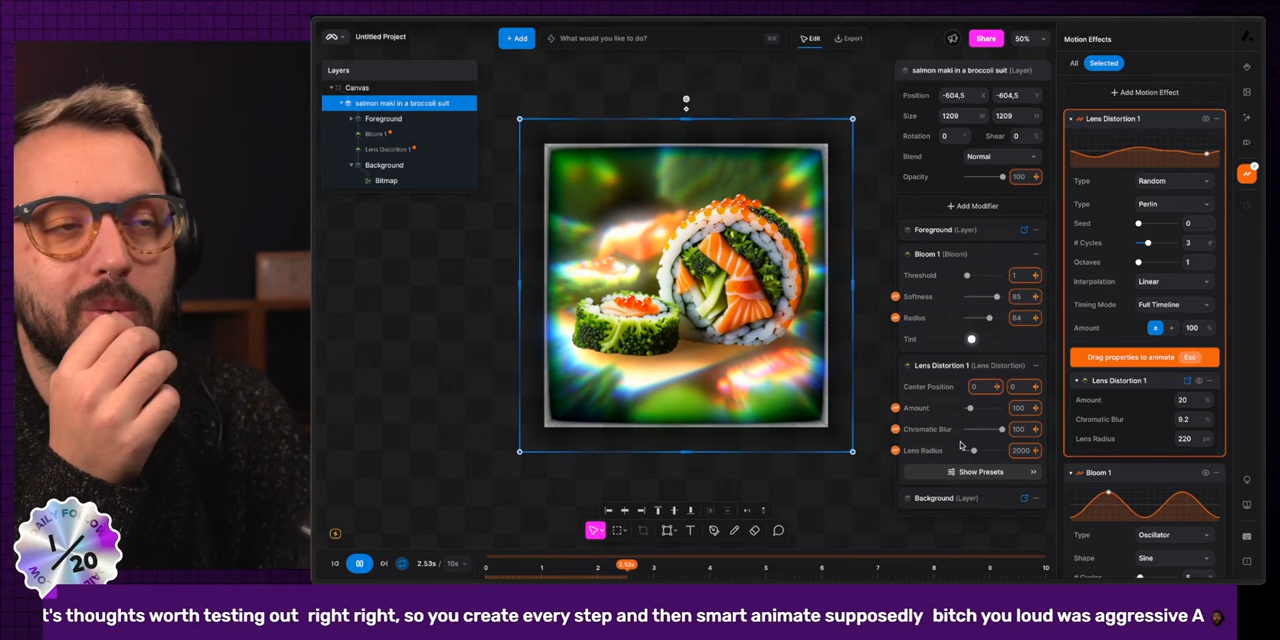 Untitled Project
+ Add
What would you like to do?
Edit
Export
Share
50%
Motion Effects
All
Selected
+ Add Motion Effect
Layers
Canvas
salmon maki in a broccoli suit
Foreground
Bloom 1
Lens Distortion 1
Background
Bitmap
salmon maki in a broccoli suit (Layer)
Position -604,5 X -604,5 Y
Size 1209 W 1209 H
Rotation 0 ° Shear 0 °
Blend Normal
Opacity 100
+ Add Modifier
Foreground (Layer)
Bloom 1 (Bloom)
Threshold 1
Softness 85
Radius 64
Tint
Lens Distortion 1 (Lens Distortion)
Center Position 0 0
Amount 100
Chromatic Blur 100
Lens Radius 2000
Show Presets
Background (Layer)
Lens Distortion 1
Type Random
Type Perlin
Seed 0
# Cycles 3 #
Octaves 1
Interpolation Linear
Timing Mode Full Timeline
Amount ± + 100 %
Drag properties to animate Esc
Lens Distortion 1
Amount 20 %
Chromatic Blur 9.2 %
Lens Radius 220 px
Bloom 1
Type Oscillator
Shape Sine
# Cycles 5
2.53s / 10s
0 1 2 2.53s 3 4 5 6 7 8 9 10
DAILY FOLLOW
1/20
t's thoughts worth testing out right right, so you create every step and then smart animate supposedly bitch you loud was aggressive A